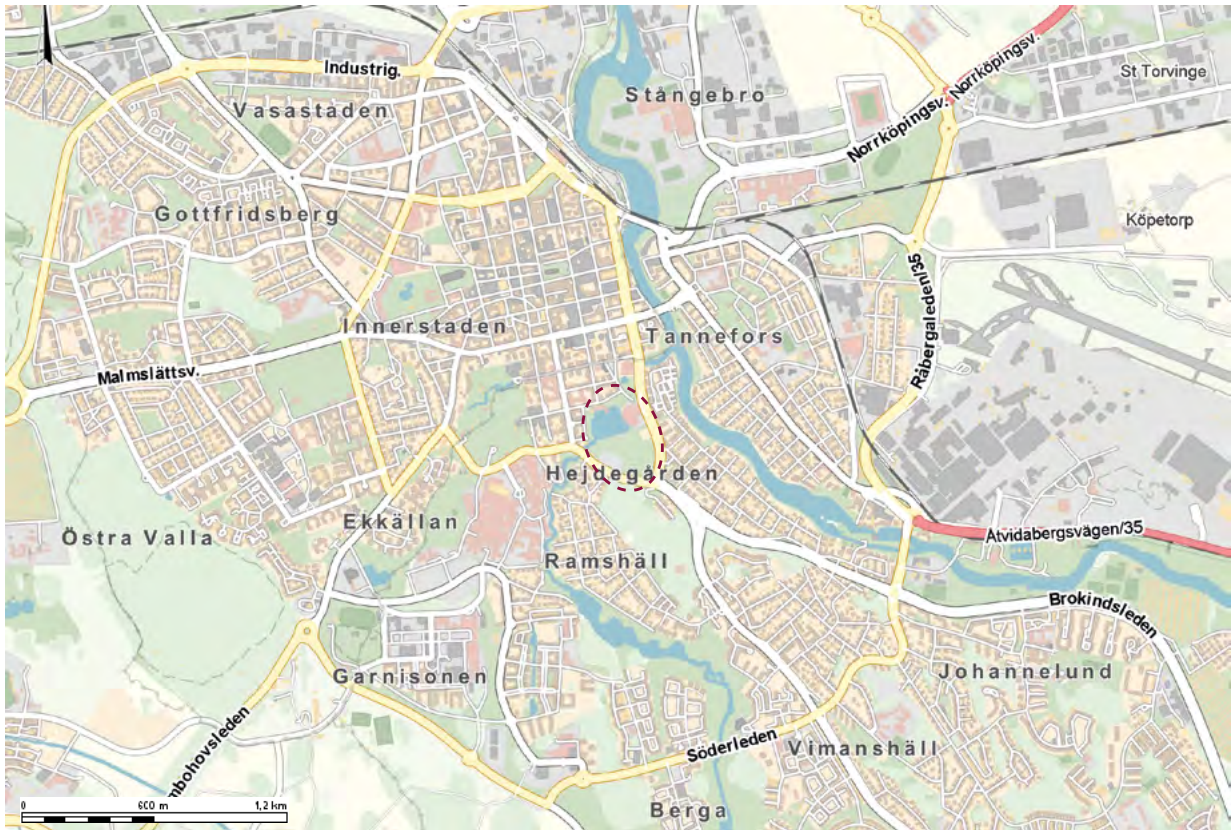 Industrig.
Vasastaden
Stångebro
St Torvinge
Norrköpingsv.
Norrköpingsv.
Gottfridsberg
Köpetorp
Råbergaleden/35
Innerstaden
Tannefors
Malmslättsv.
Hejdegården
Ekkällan
Östra Valla
Ramshäll
Åtvidabergsvägen/35
Brokindsleden
Garnisonen
Johannelund
mbohovsleden
Söderleden
Vimanshäll
Berga
0 600 m 1,2 km